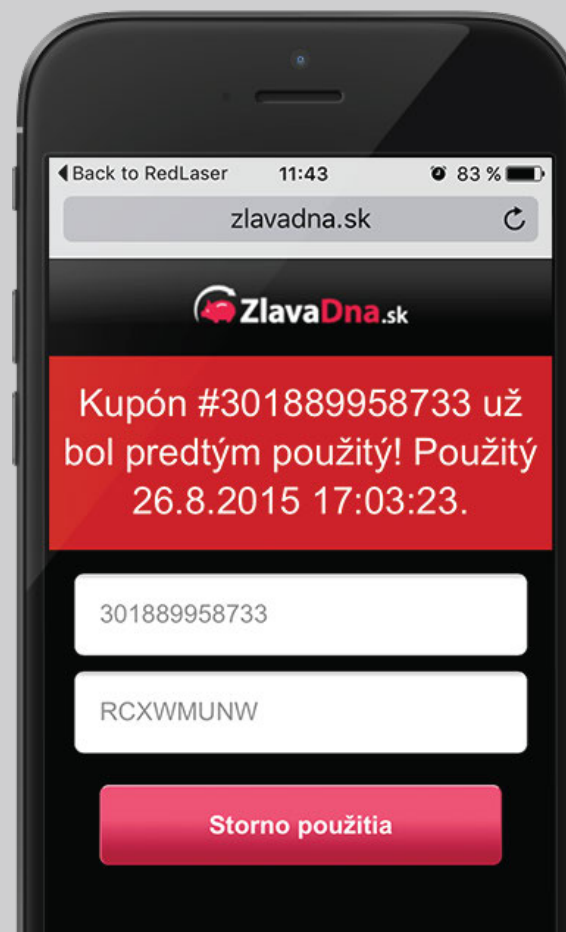 Back to RedLaser 11:43 83 %
zlavadna.sk
ZlavaDna.sk
Kupón #301889958733 už
bol predtým použitý! Použitý
26.8.2015 17:03:23.
301889958733
RCXWMUNW
Storno použitia